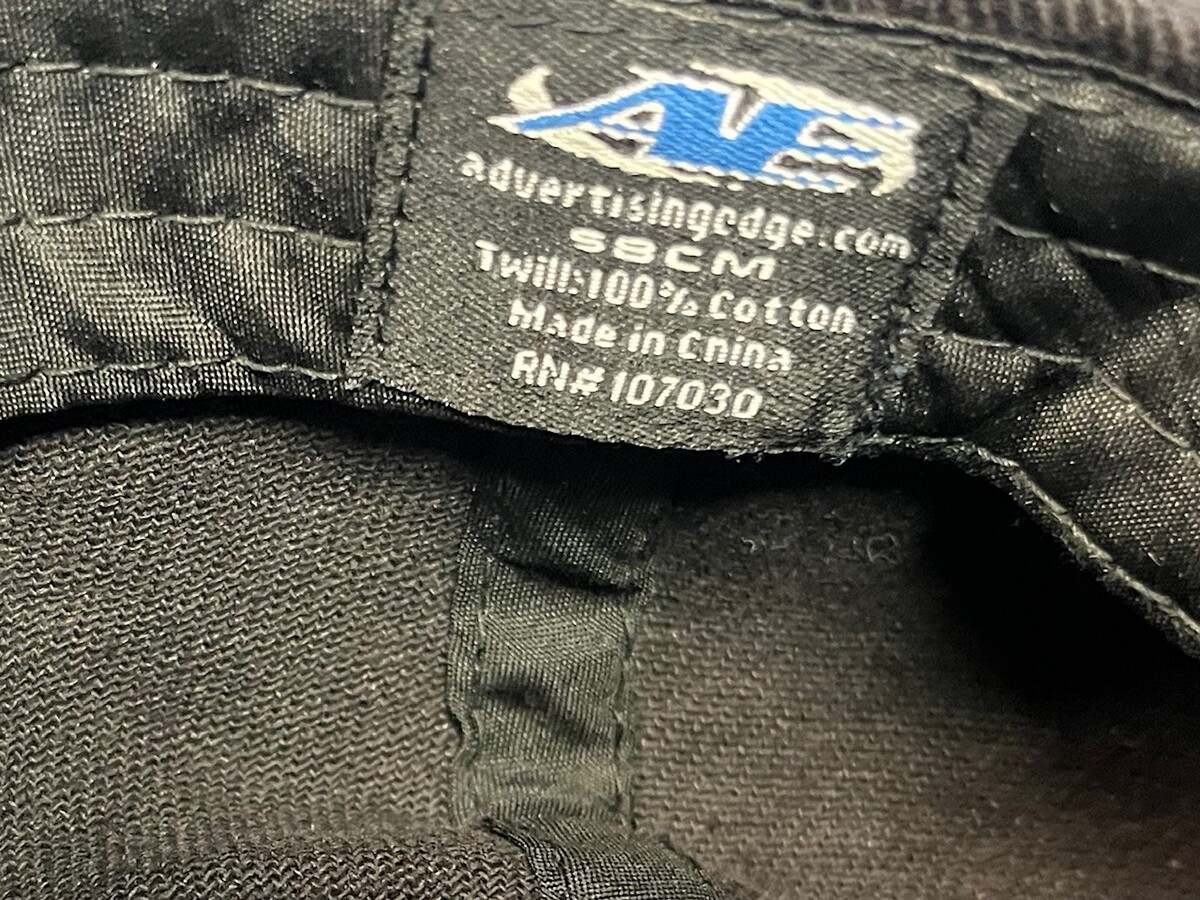 AE
advertisingedge.com
58CM
Twill:100% Cotton
Made in China
RN# 107030